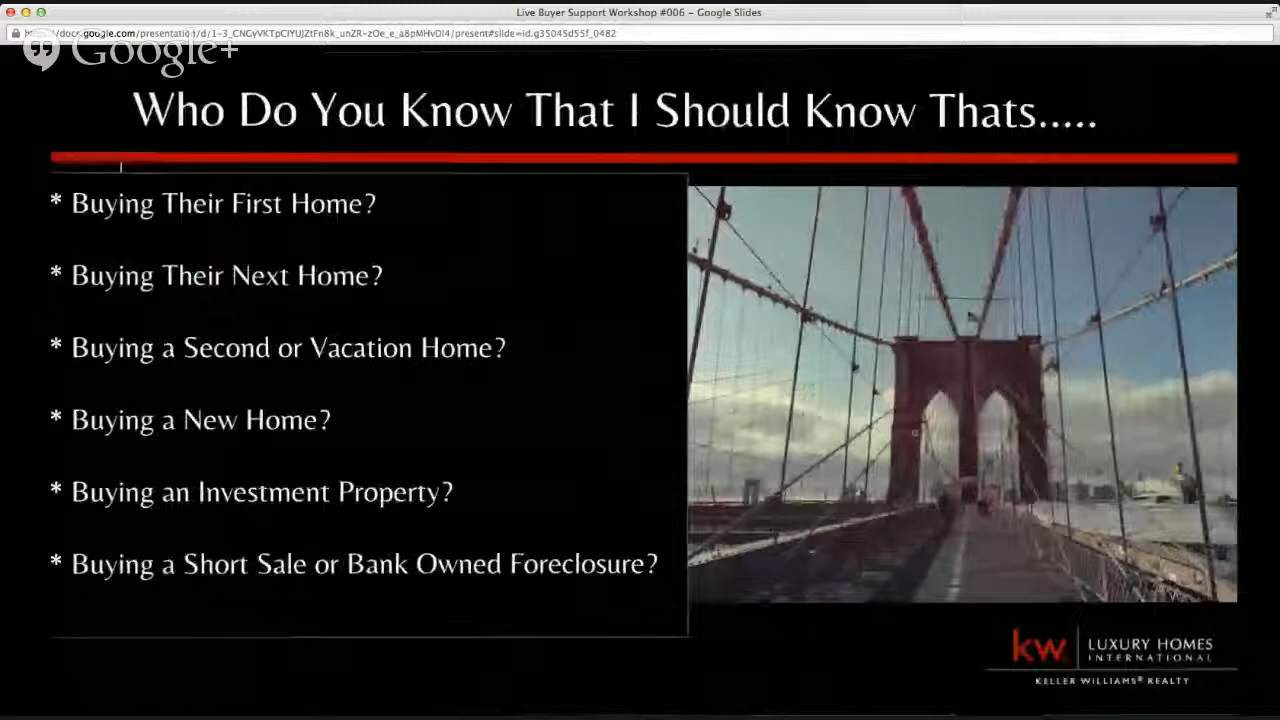 Live Buyer Support Workshop #006 – Google Slides
Google+
Who Do You Know That I Should Know Thats.....
* Buying Their First Home?
* Buying Their Next Home?
* Buying a Second or Vacation Home?
* Buying a New Home?
* Buying an Investment Property?
* Buying a Short Sale or Bank Owned Foreclosure?
kw
LUXURY HOMES
INTERNATIONAL
KELLER WILLIAMS® REALTY